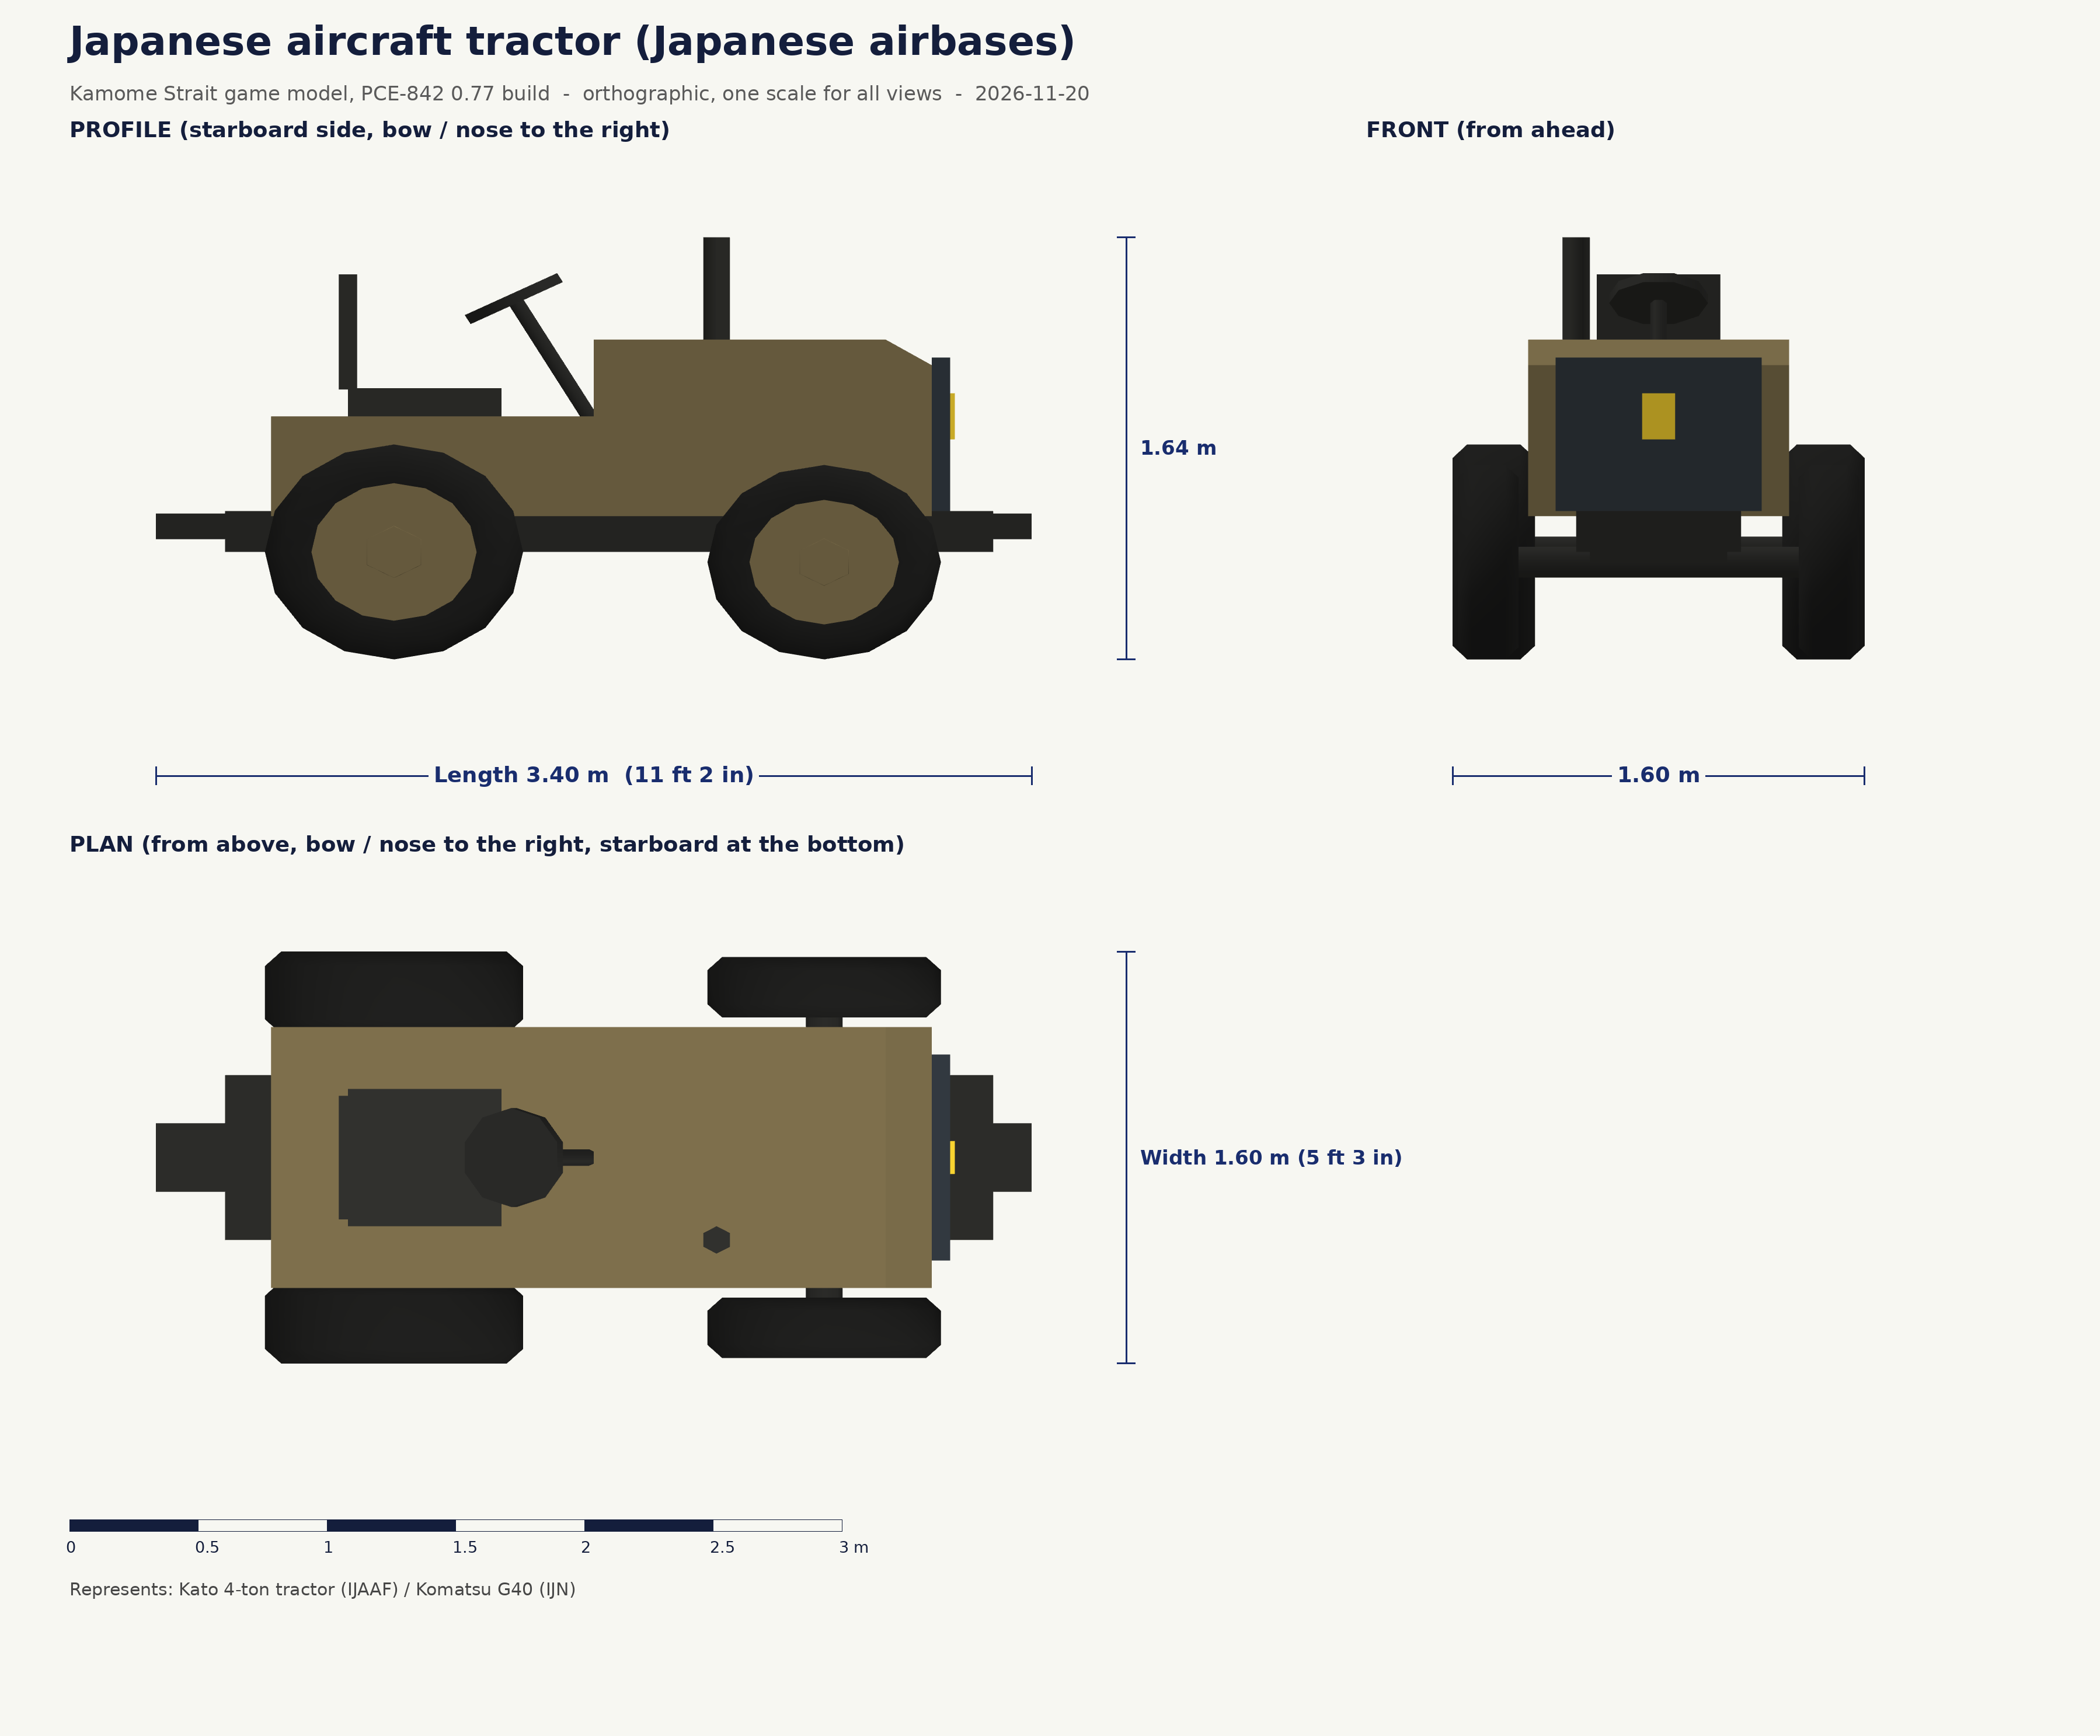 Japanese aircraft tractor (Japanese airbases)
Kamome Strait game model, PCE-842 0.77 build - orthographic, one scale for all views - 2026-11-20
PROFILE (starboard side, bow / nose to the right)
FRONT (from ahead)
1.64 m
Length 3.40 m (11 ft 2 in)
1.60 m
PLAN (from above, bow / nose to the right, starboard at the bottom)
Width 1.60 m (5 ft 3 in)
0 0.5 1 1.5 2 2.5 3 m
Represents: Kato 4-ton tractor (IJAAF) / Komatsu G40 (IJN)